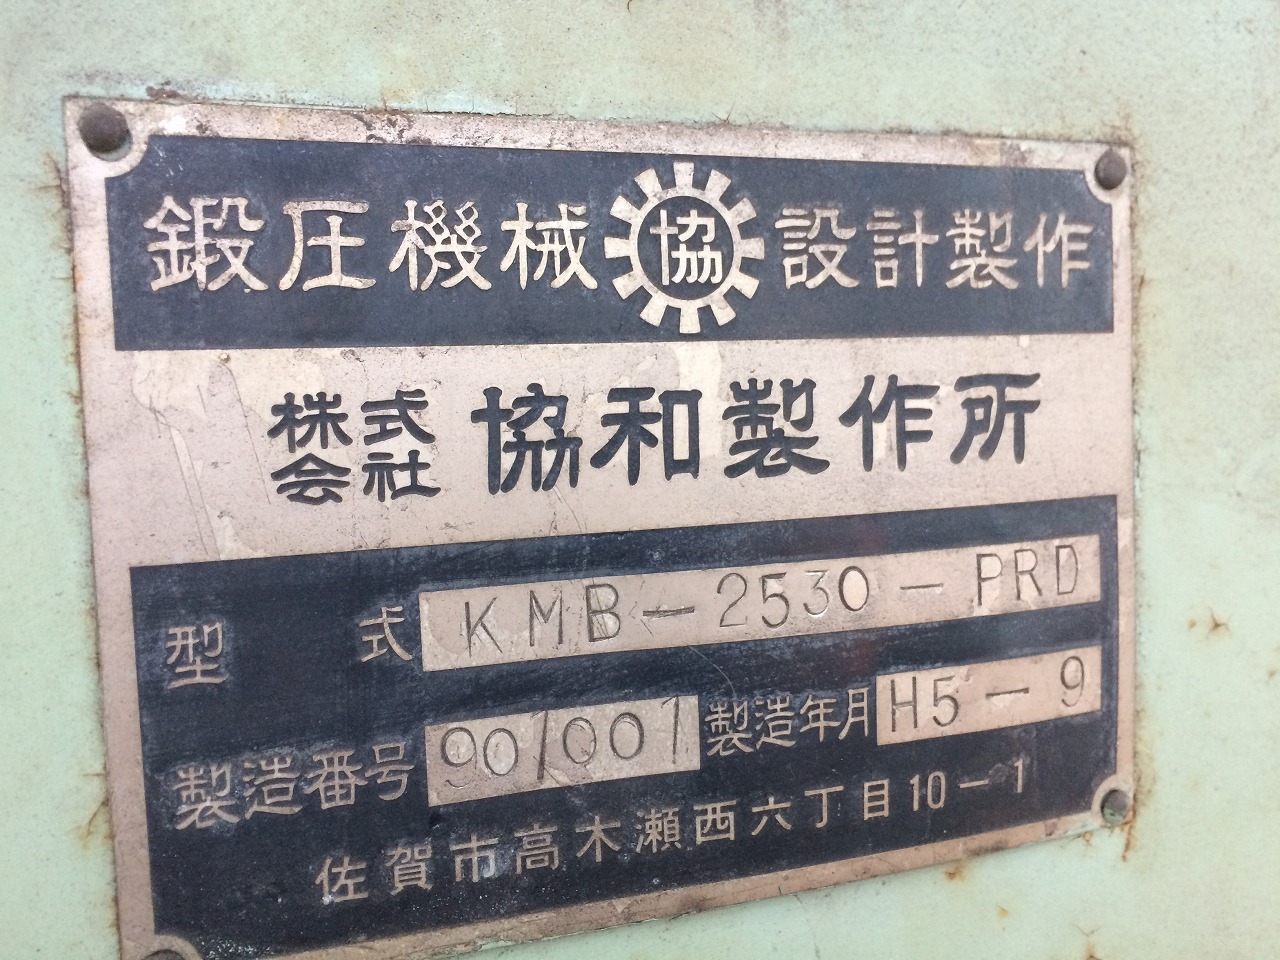 鍛圧機械 協 設計製作
株式会社 協和製作所
型式 KMB-2530-PRD
製造番号 901001 製造年月 H5-9
佐賀市高木瀬西六丁目10-1